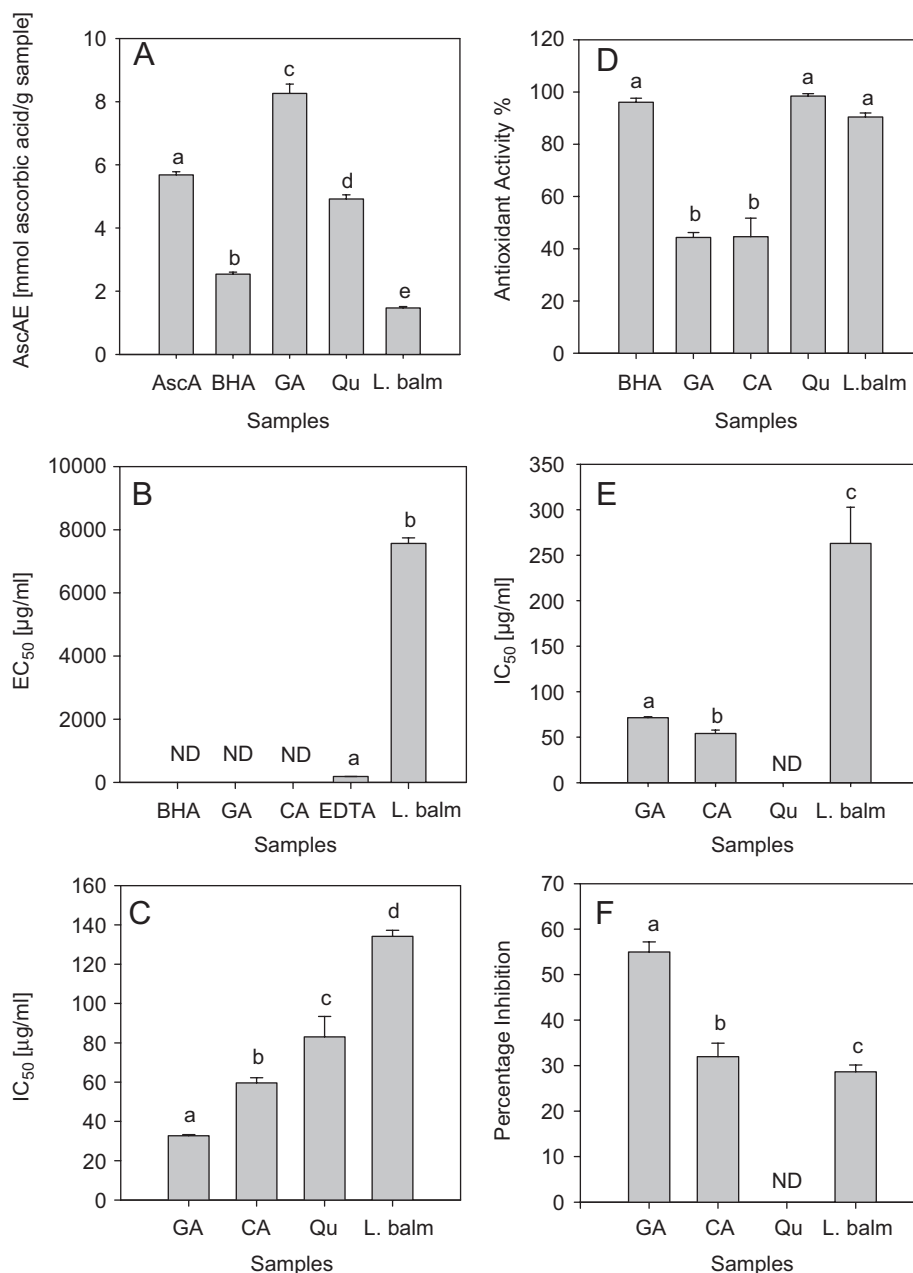 A
AscAE [mmol ascorbic acid/g sample]
10
8
6
4
2
0
a
b
c
d
e
AscA BHA GA Qu L. balm
Samples
D
Antioxidant Activity %
120
100
80
60
40
20
0
a
b
b
a
a
BHA GA CA Qu L.balm
Samples
B
EC50 [µg/ml]
10000
8000
6000
4000
2000
0
ND ND ND a b
BHA GA CA EDTA L. balm
Samples
E
IC50 [µg/ml]
350
300
250
200
150
100
50
0
a
b
ND
c
GA CA Qu L. balm
Samples
C
IC50 [µg/ml]
160
140
120
100
80
60
40
20
0
a
b
c
d
GA CA Qu L. balm
Samples
F
Percentage Inhibition
70
60
50
40
30
20
10
0
a
b
ND
c
GA CA Qu L. balm
Samples